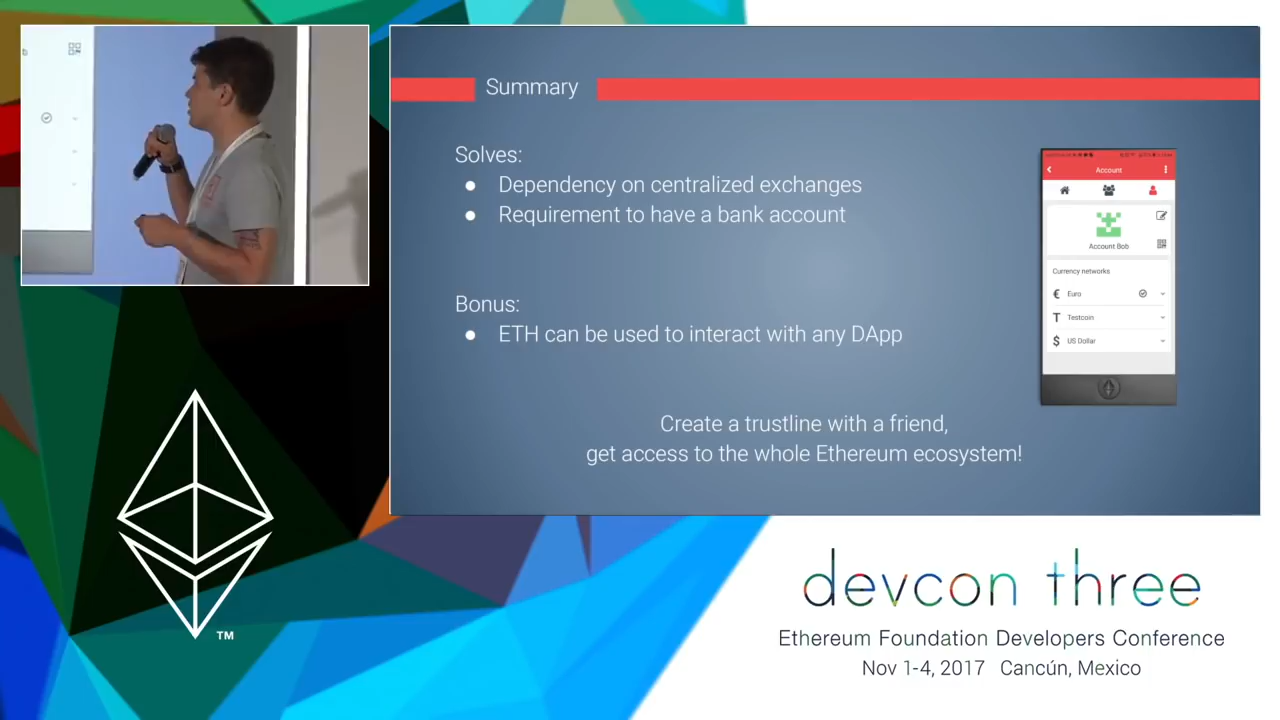 Summary
Solves:
● Dependency on centralized exchanges
● Requirement to have a bank account
Bonus:
● ETH can be used to interact with any DApp
Create a trustline with a friend,
get access to the whole Ethereum ecosystem!
Account
Account Bob
Currency networks
€ Euro
T Testcoin
$ US Dollar
TM
devcon three
Ethereum Foundation Developers Conference
Nov 1-4, 2017 Cancún, Mexico